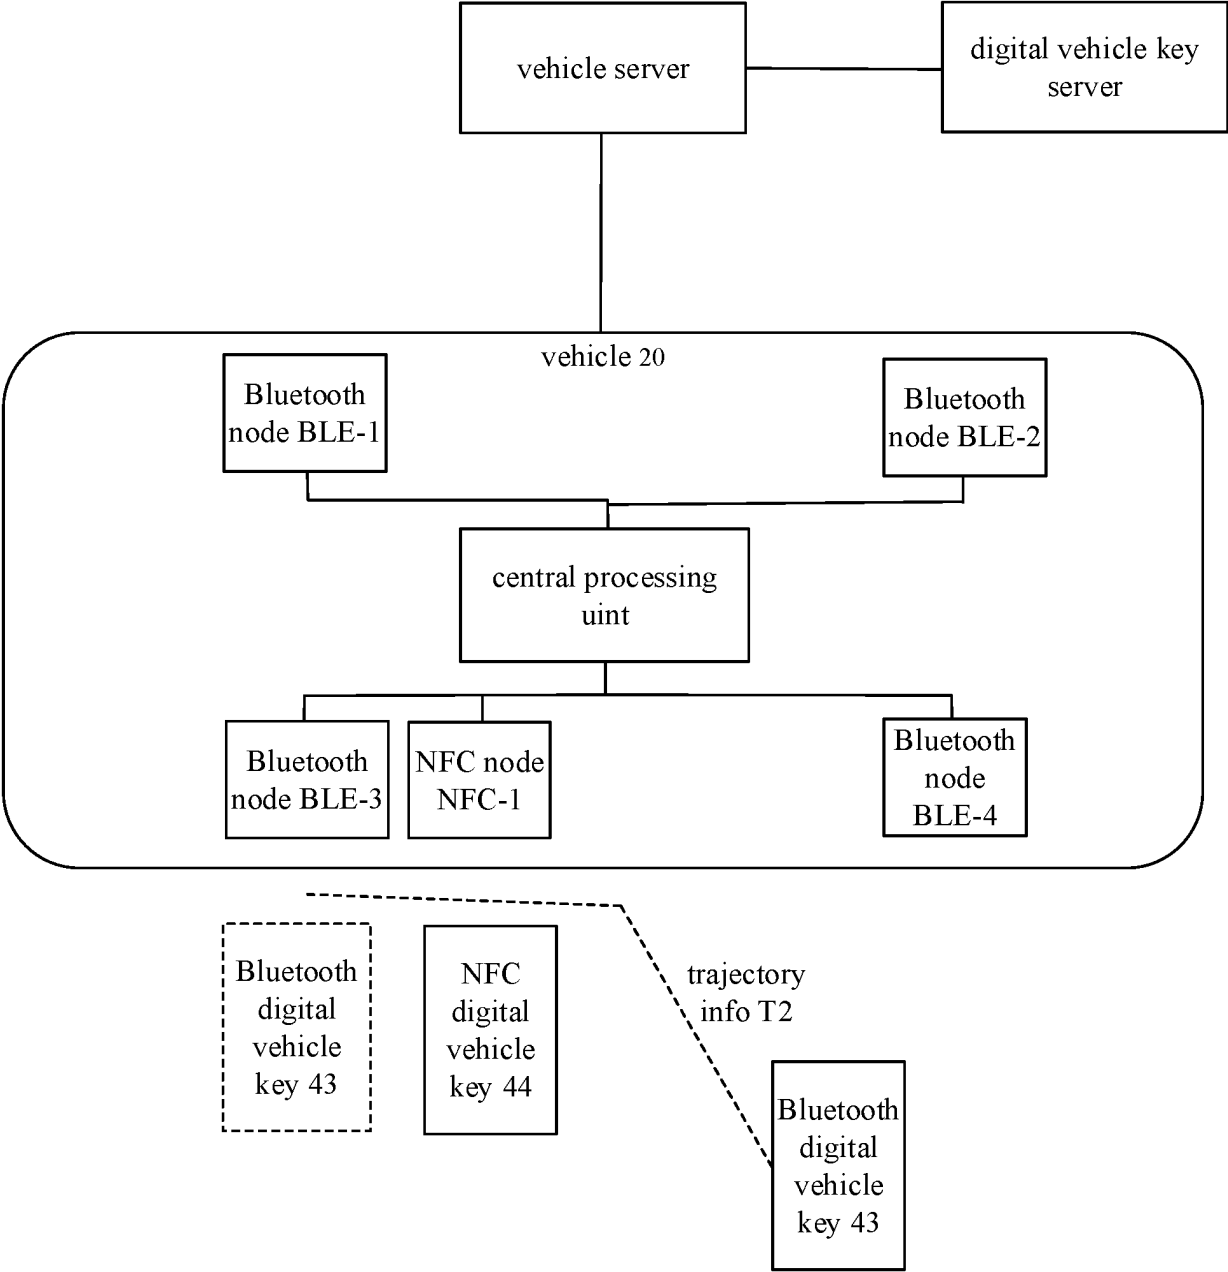 vehicle server
digital vehicle key
server
vehicle 20
Bluetooth
node BLE-1
Bluetooth
node BLE-2
central processing
uint
Bluetooth
node BLE-3
NFC node
NFC-1
Bluetooth
node
BLE-4
Bluetooth
digital
vehicle
key 43
NFC
digital
vehicle
key 44
trajectory
info T2
Bluetooth
digital
vehicle
key 43